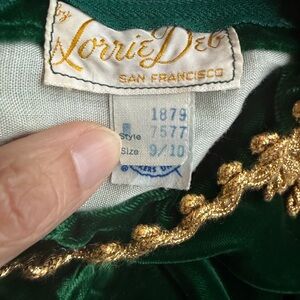 by
Lorrie Deb
SAN FRANCISCO
1879
Style 7577
Size 9/10